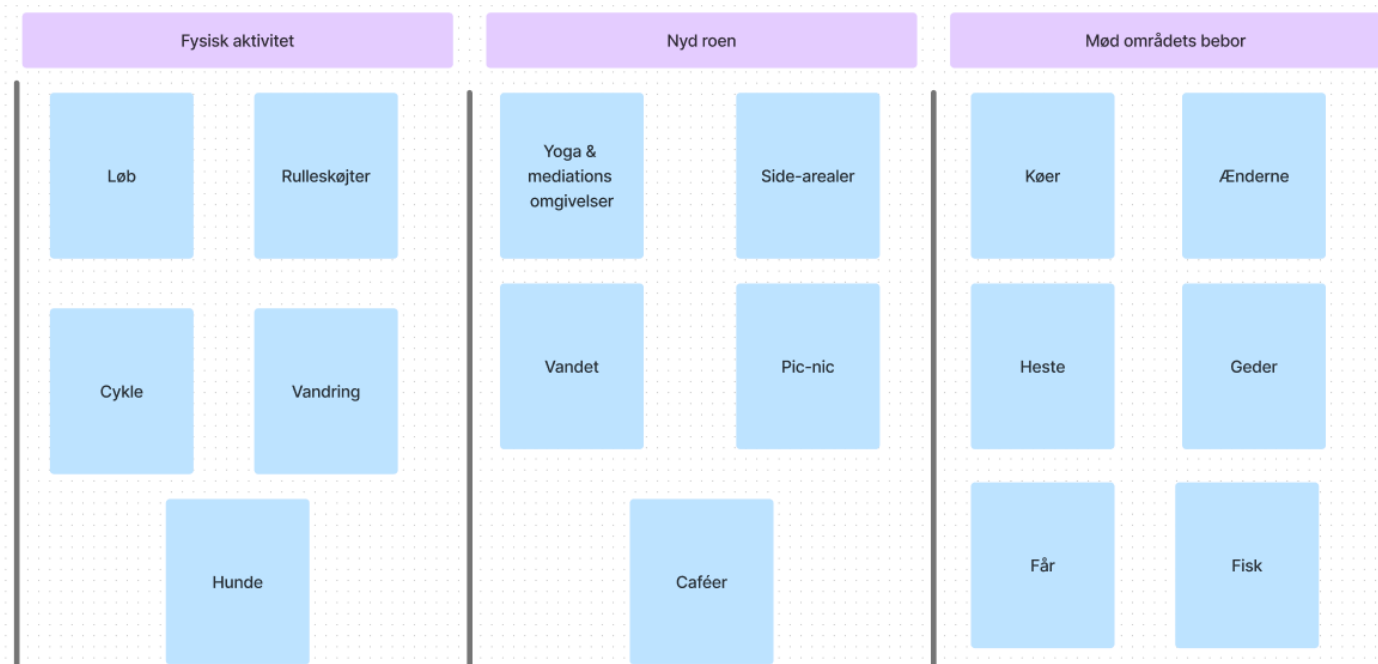 Fysisk aktivitet
Nyd roen
Mød områdets bebor
Løb
Rulleskøjter
Yoga &
mediations
omgivelser
Side-arealer
Køer
Ænderne
Cykle
Vandring
Vandet
Pic-nic
Heste
Geder
Hunde
Caféer
Får
Fisk